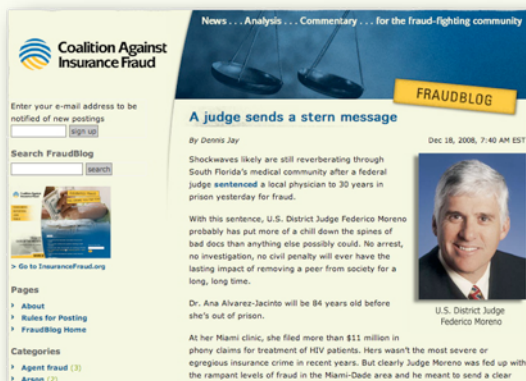 News . . . Analysis . . . Commentary . . . for the fraud-fighting community
Coalition Against
Insurance Fraud
FRAUDBLOG
Enter your e-mail address to be
notified of new postings
sign up
Search FraudBlog
search
> Go to InsuranceFraud.org
Pages
About
Rules for Posting
FraudBlog Home
Categories
Agent fraud (3)
Arson (2)
A judge sends a stern message
By Dennis Jay
Dec 18, 2008, 7:40 AM EST
Shockwaves likely are still reverberating through
South Florida's medical community after a federal
judge sentenced a local physician to 30 years in
prison yesterday for fraud.
With this sentence, U.S. District Judge Federico Moreno
probably has put more of a chill down the spines of
bad docs than anything else possibly could. No arrest,
no investigation, no civil penalty will ever have the
lasting impact of removing a peer from society for a
long, long time.
Dr. Ana Alvarez-Jacinto will be 84 years old before
she's out of prison.
U.S. District Judge
Federico Moreno
At her Miami clinic, she filed more than $11 million in
phony claims for treatment of HIV patients. Hers wasn't the most severe or
egregious insurance crime in recent years. But clearly Judge Moreno was fed up with
the rampant levels of fraud in the Miami-Dade area and he meant to send a clear